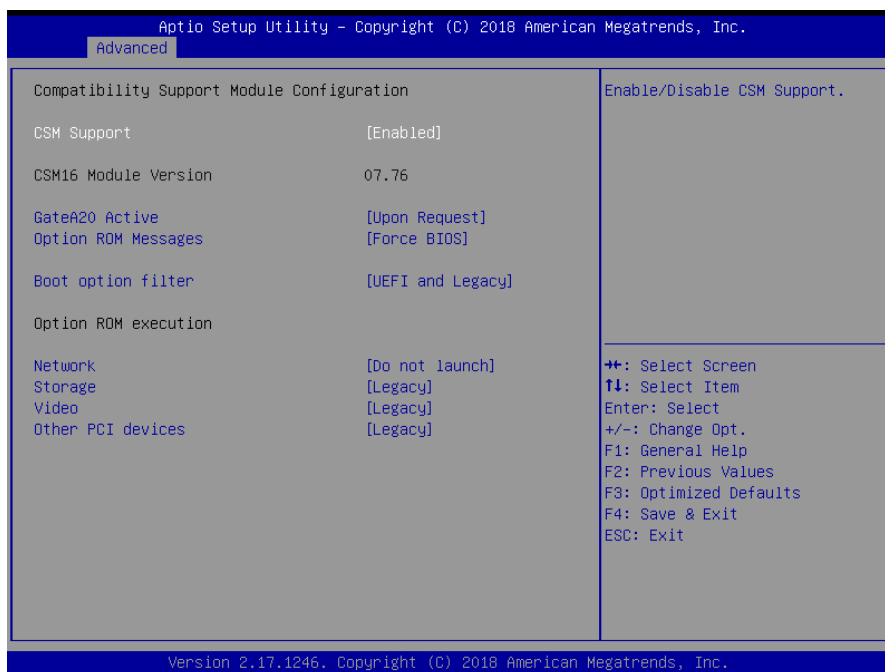 Aptio Setup Utility – Copyright (C) 2018 American Megatrends, Inc.
Advanced
Compatibility Support Module Configuration
CSM Support [Enabled]
CSM16 Module Version 07.76
GateA20 Active [Upon Request]
Option ROM Messages [Force BIOS]
Boot option filter [UEFI and Legacy]
Option ROM execution
Network [Do not launch]
Storage [Legacy]
Video [Legacy]
Other PCI devices [Legacy]
Enable/Disable CSM Support.
→←: Select Screen
↑↓: Select Item
Enter: Select
+/-: Change Opt.
F1: General Help
F2: Previous Values
F3: Optimized Defaults
F4: Save & Exit
ESC: Exit
Version 2.17.1246. Copyright (C) 2018 American Megatrends, Inc.